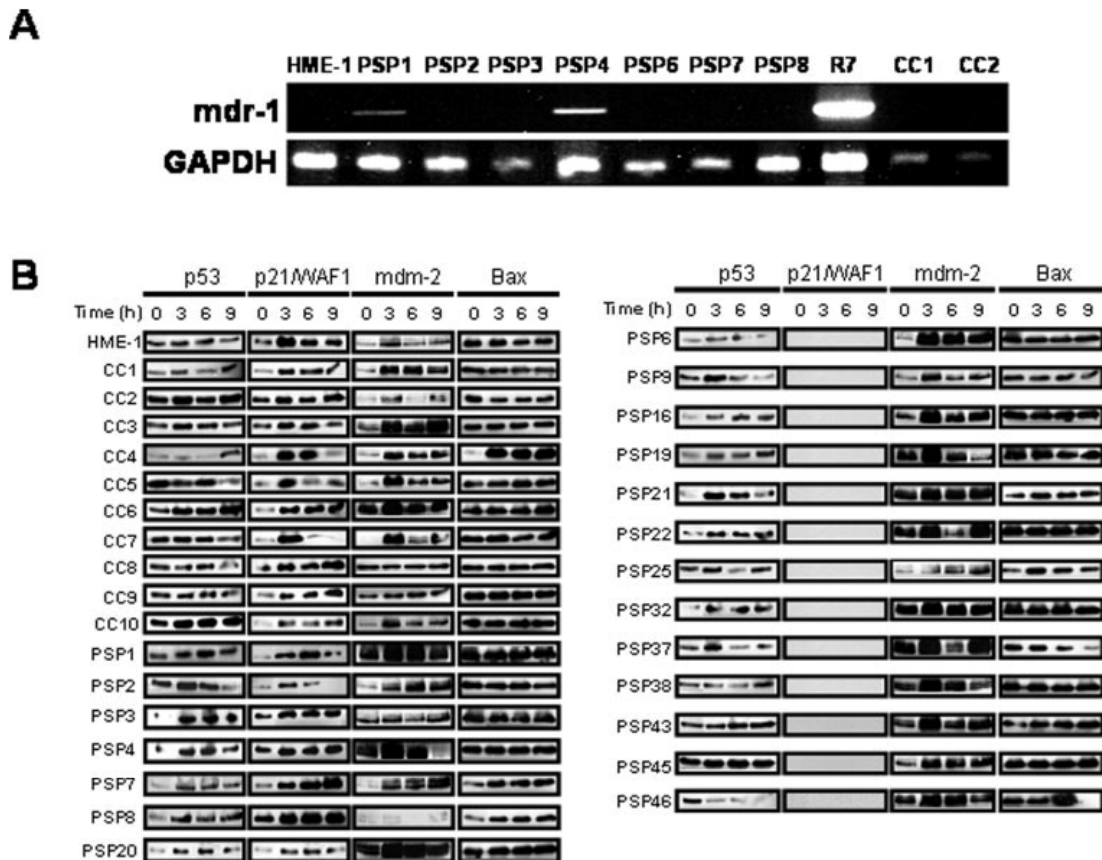 A
HME-1 PSP1 PSP2 PSP3 PSP4 PSP6 PSP7 PSP8 R7 CC1 CC2
mdr-1
GAPDH
B
p53 p21/WAF1 mdm-2 Bax
Time (h) 0 3 6 9 0 3 6 9 0 3 6 9 0 3 6 9
HME-1
CC1
CC2
CC3
CC4
CC5
CC6
CC7
CC8
CC9
CC10
PSP1
PSP2
PSP3
PSP4
PSP7
PSP8
PSP20
p53 p21/WAF1 mdm-2 Bax
Time (h) 0 3 6 9 0 3 6 9 0 3 6 9 0 3 6 9
PSP6
PSP9
PSP16
PSP19
PSP21
PSP22
PSP25
PSP32
PSP37
PSP38
PSP43
PSP45
PSP46